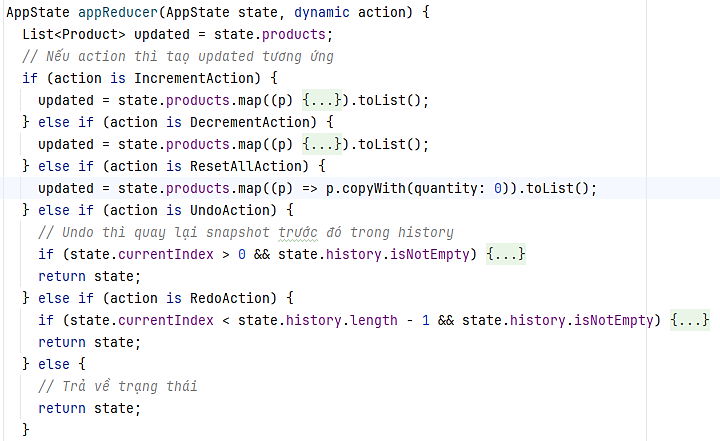 AppState appReducer(AppState state, dynamic action) {
  List<Product> updated = state.products;
  // Nếu action thì tạo updated tương ứng
  if (action is IncrementAction) {
    updated = state.products.map((p) {...}).toList();
  } else if (action is DecrementAction) {
    updated = state.products.map((p) {...}).toList();
  } else if (action is ResetAllAction) {
    updated = state.products.map((p) => p.copyWith(quantity: 0)).toList();
  } else if (action is UndoAction) {
    // Undo thì quay lại snapshot trước đó trong history
    if (state.currentIndex > 0 && state.history.isNotEmpty) {...}
    return state;
  } else if (action is RedoAction) {
    if (state.currentIndex < state.history.length - 1 && state.history.isNotEmpty) {...}
    return state;
  } else {
    // Trả về trạng thái
    return state;
  }